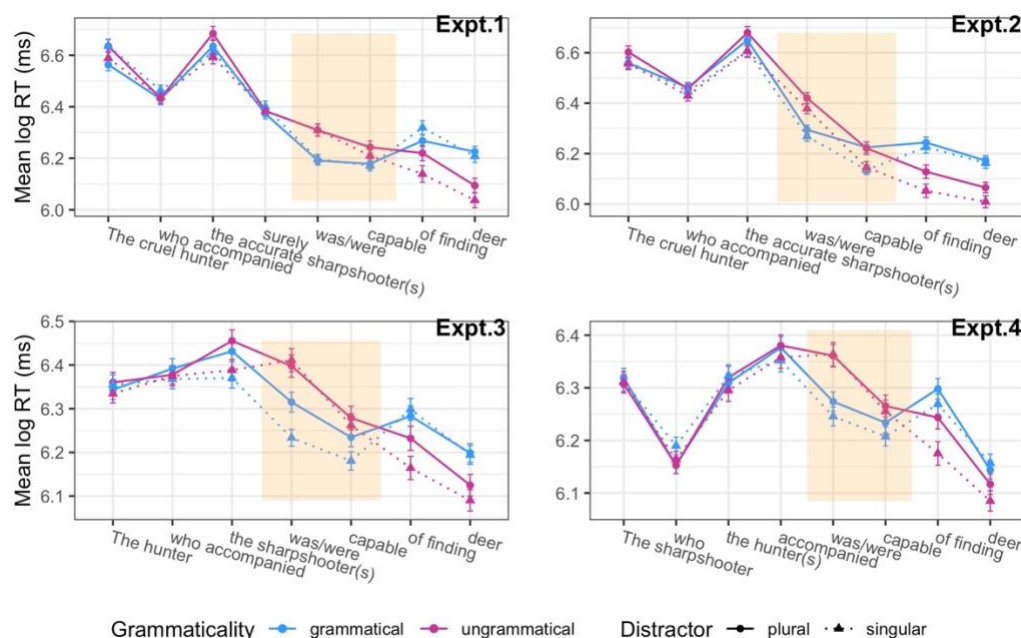 Expt.1
Mean log RT (ms)
6.6
6.4
6.2
6.0
The cruel hunter
who accompanied
the accurate sharpshooter(s)
surely
was/were
capable
of finding
deer
Expt.2
6.6
6.4
6.2
6.0
The cruel hunter
who accompanied
the accurate sharpshooter(s)
was/were
capable
of finding
deer
Expt.3
Mean log RT (ms)
6.5
6.4
6.3
6.2
6.1
The hunter
who accompanied
the sharpshooter(s)
was/were
capable
of finding
deer
Expt.4
6.4
6.3
6.2
6.1
The sharpshooter
who
the hunter(s)
accompanied
was/were
capable
of finding
deer
Grammaticality grammatical ungrammatical Distractor plural singular